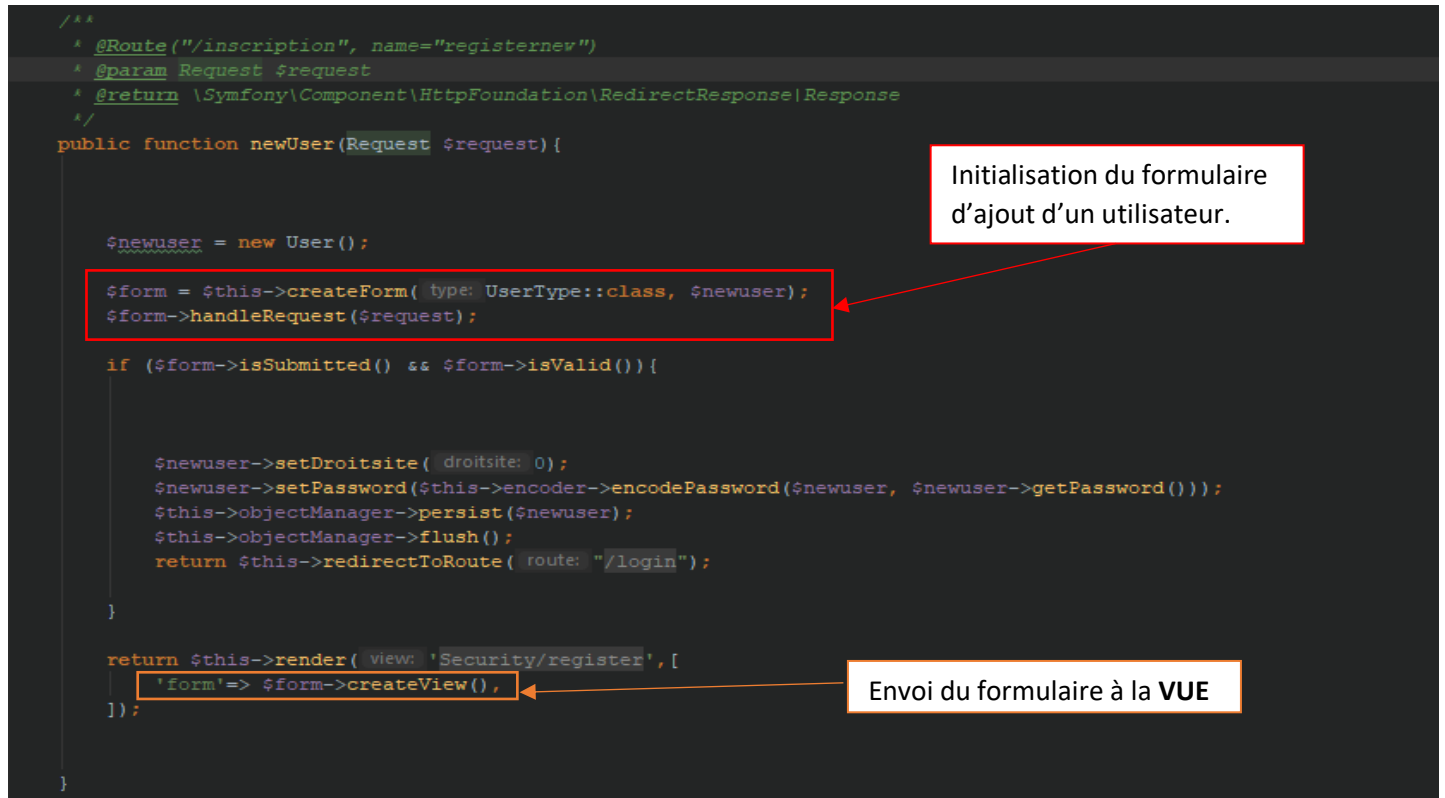 /**
* @Route("/inscription", name="registernew")
* @param Request $request
* @return \Symfony\Component\HttpFoundation\RedirectResponse|Response
*/
public function newUser(Request $request){
Initialisation du formulaire
d’ajout d’un utilisateur.
$newuser = new User();
$form = $this->createForm( type: UserType::class, $newuser);
$form->handleRequest($request);
if ($form->isSubmitted() && $form->isValid()){
$newuser->setDroitsite( droitsite: 0);
$newuser->setPassword($this->encoder->encodePassword($newuser, $newuser->getPassword()));
$this->objectManager->persist($newuser);
$this->objectManager->flush();
return $this->redirectToRoute( route: "/login");
}
return $this->render( view: 'Security/register',[
'form'=> $form->createView(),
Envoi du formulaire à la VUE
]);
}